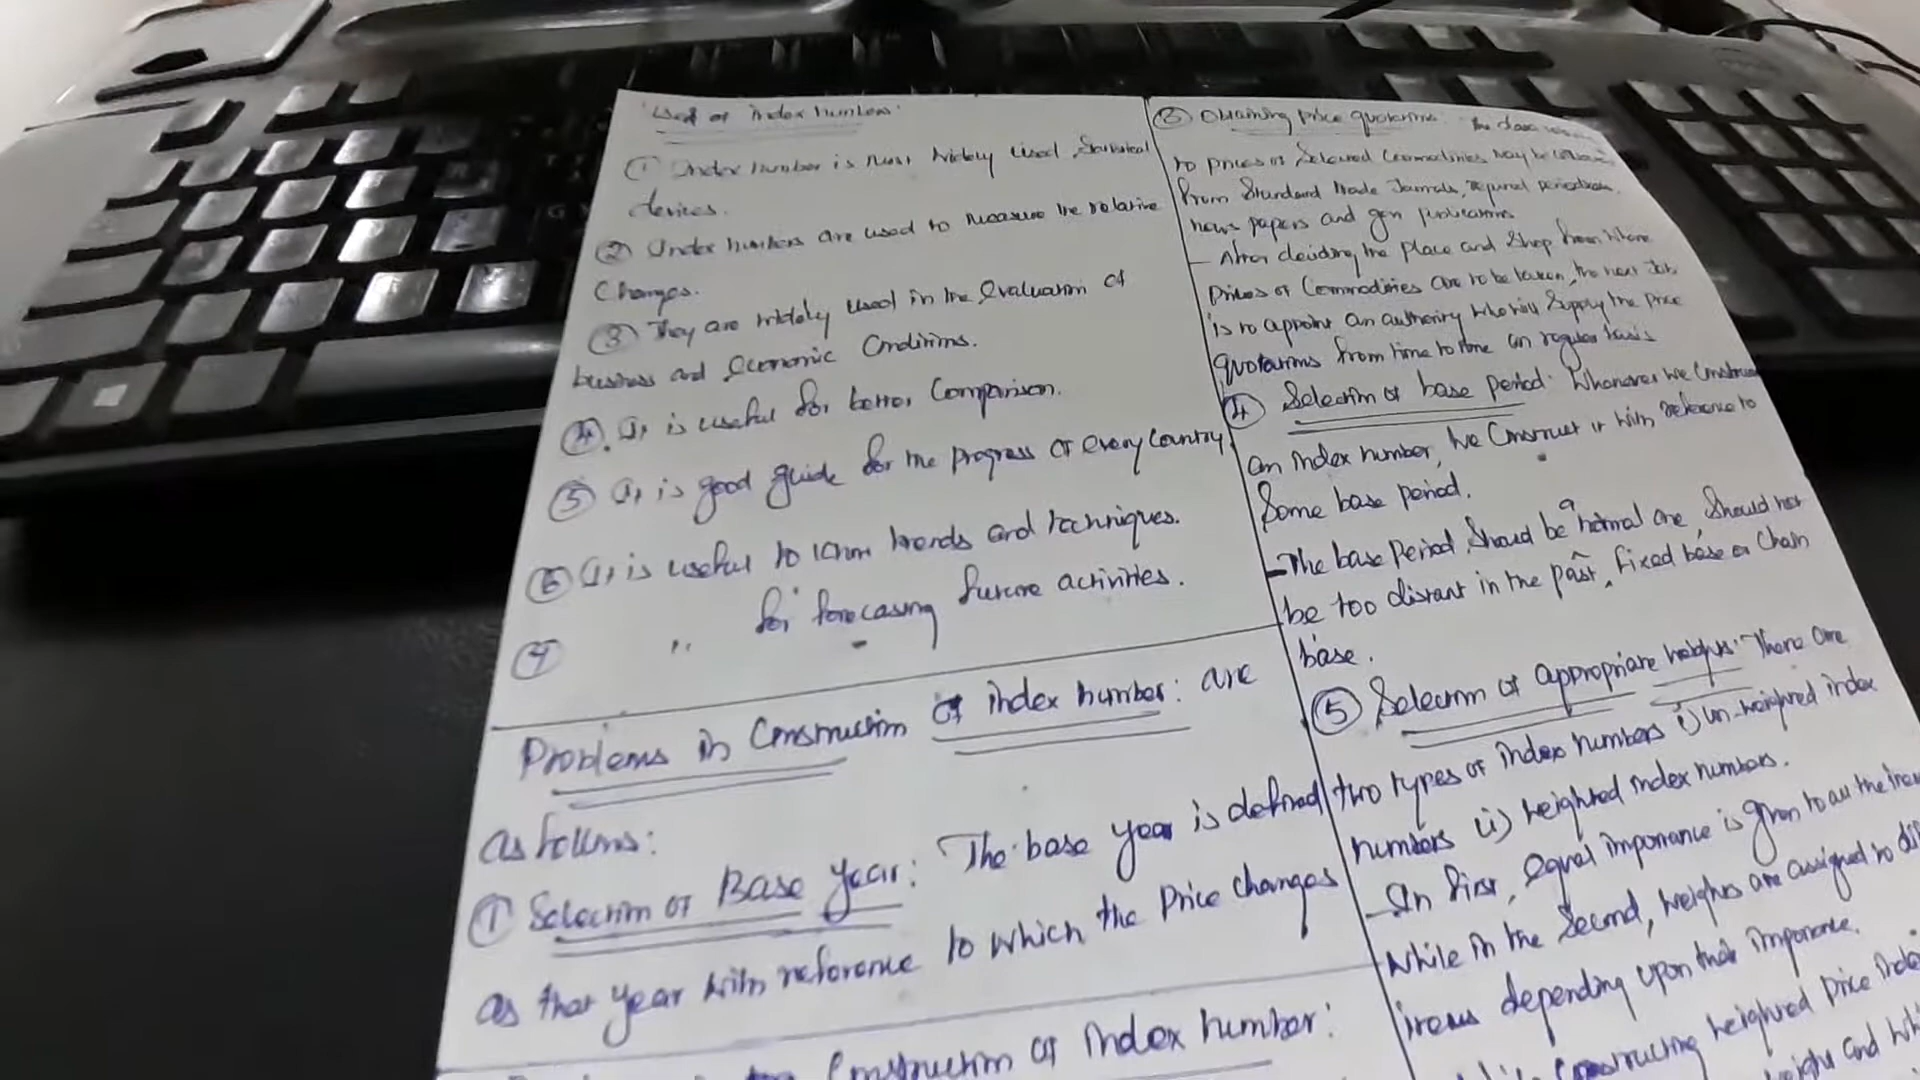 Uses of index number
① Index number is most widely used statistical
devices.
② Index numbers are used to measure the relative
Changes.
③ They are widely used in the Evaluation of
business and Economic Conditions.
④. It is useful for better Comparison.
⑤ It is good guide for the progress of every Country
⑥ It is useful to know trends and techniques.
⑦ " for forecasing future activities.
Problems in Construction of index number: are
as follows:
① Selection of Base year: The base year is defined
as that year with reference to which the Price changes
Construction of index number:
③ Obtaining price quotations: The data
to prices of Selected Commodities may be
from Standard trade Journals,
news papers and gov publications
- After deciding the place and Shop from where
prices of Commodities are to be taken, the next Job
is to appoint an authority who will Supply the price
quotations from time to time on regular basis
④ Selection of base period: Whenever we Construct
an index number, we Construct it with reference to
Some base period.
- The base Period Should be a normal one, Should not
be too distant in the past, Fixed base or Chain
base.
⑤ Selection of appropriate weights: There are
two types of index numbers i) un-weighted index
numbers ii) weighted index numbers.
- In first, equal importance is given to all the
While in the Second, weights are assigned to
items depending upon their importance.
Constructing weighted price
and